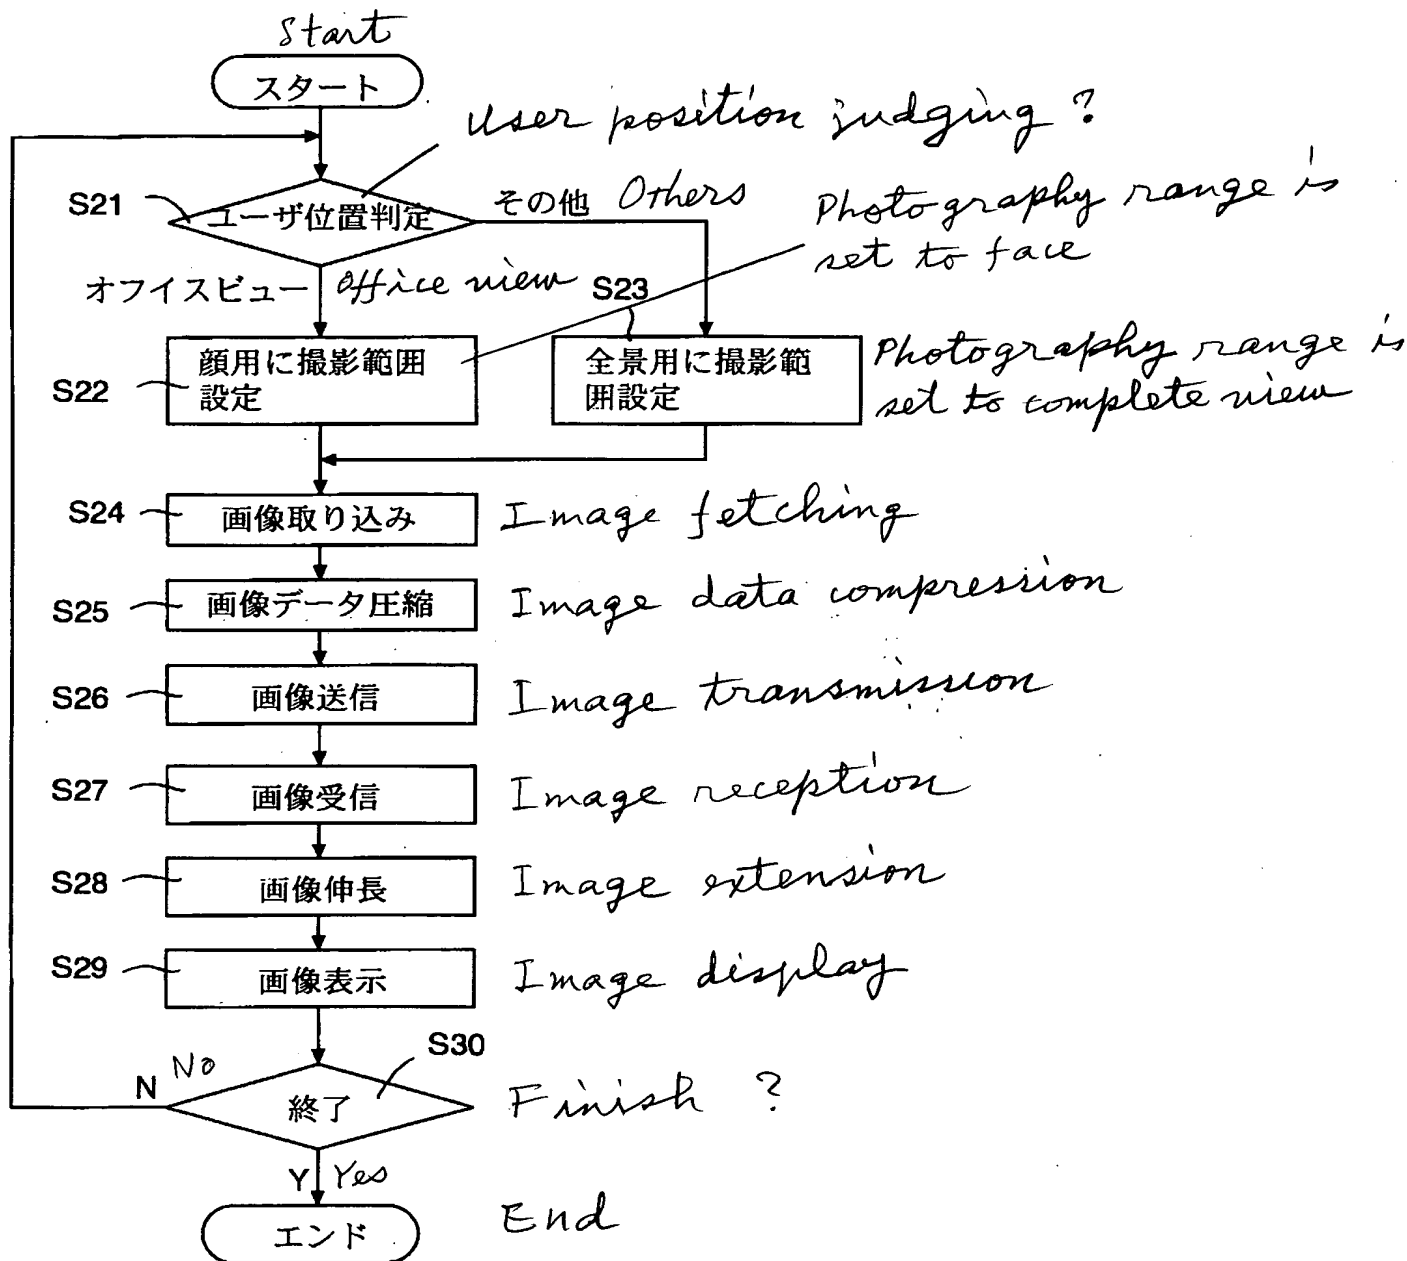 Start
スタート
User position judging ?
S21
ユーザ位置判定
その他 Others
Photography range is
set to face
オフイスビュー Office view
S23
S22
顔用に撮影範囲
設定
全景用に撮影範
囲設定
Photography range is
set to complete view
S24 画像取り込み Image fetching
S25 画像データ圧縮 Image data compression
S26 画像送信 Image transmission
S27 画像受信 Image reception
S28 画像伸長 Image extension
S29 画像表示 Image display
S30
N No
終了 Finish ?
Y Yes
エンド End